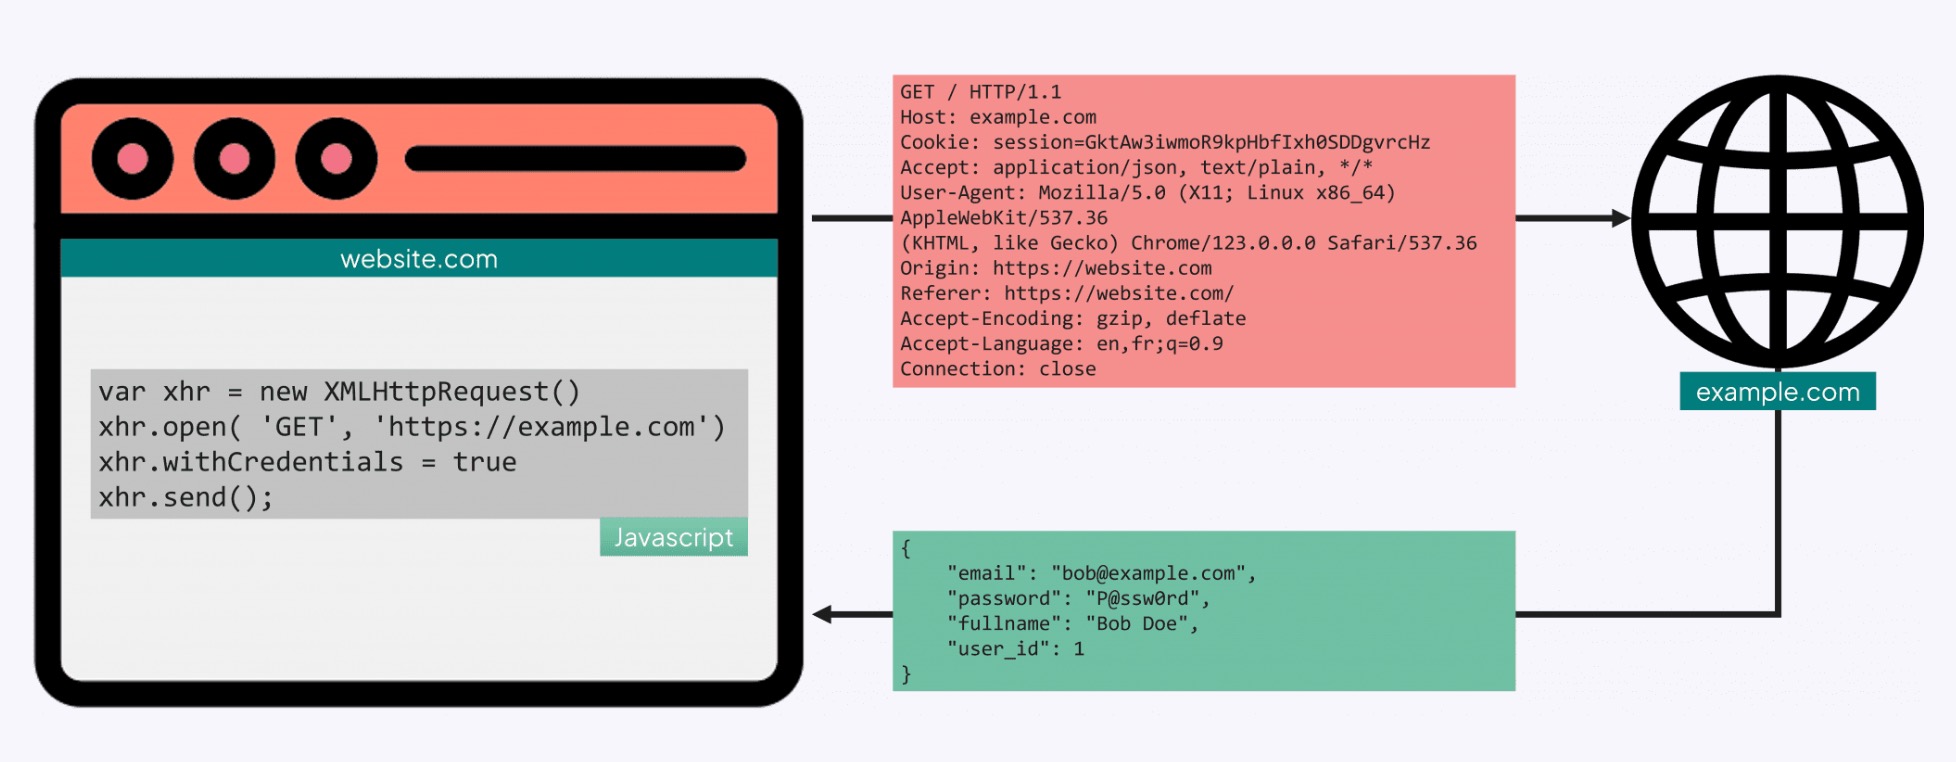 website.com
var xhr = new XMLHttpRequest()
xhr.open( 'GET', 'https://example.com')
xhr.withCredentials = true
xhr.send();
Javascript
GET / HTTP/1.1
Host: example.com
Cookie: session=GktAw3iwmoR9kpHbfIxh0SDDgvrcHz
Accept: application/json, text/plain, */*
User-Agent: Mozilla/5.0 (X11; Linux x86_64)
AppleWebKit/537.36
(KHTML, like Gecko) Chrome/123.0.0.0 Safari/537.36
Origin: https://website.com
Referer: https://website.com/
Accept-Encoding: gzip, deflate
Accept-Language: en,fr;q=0.9
Connection: close
example.com
{
    "email": "bob@example.com",
    "password": "P@ssw0rd",
    "fullname": "Bob Doe",
    "user_id": 1
}